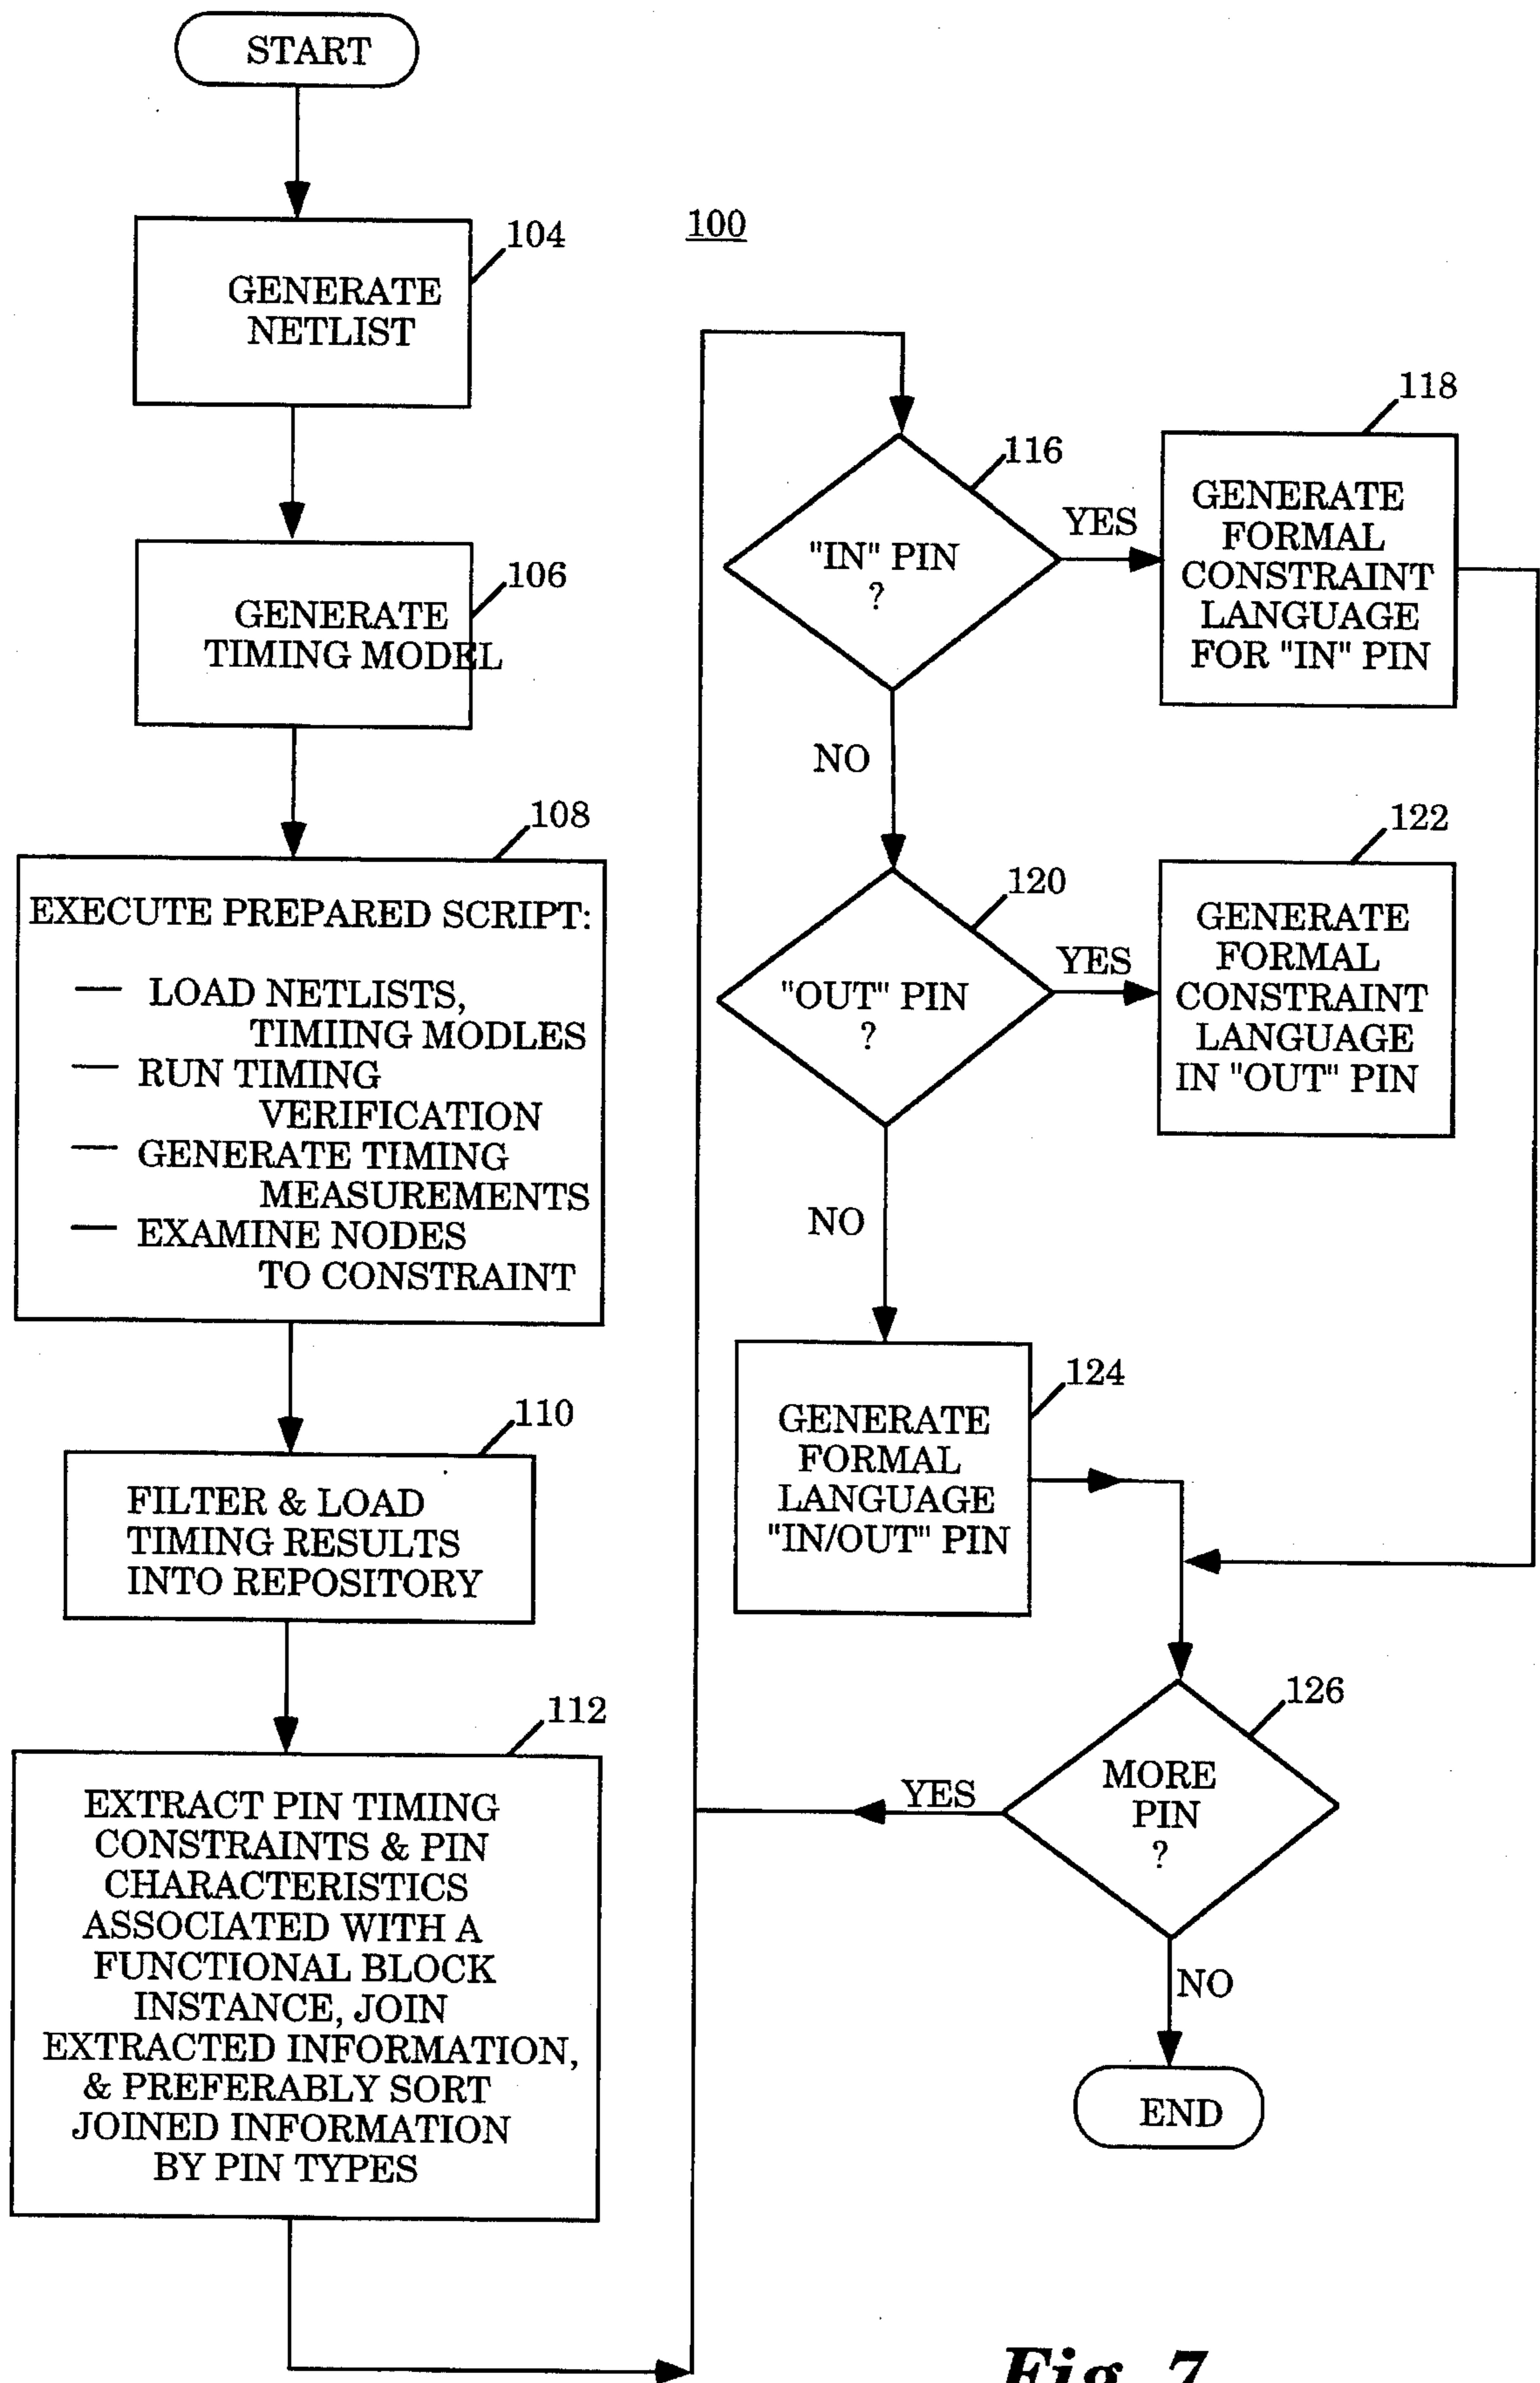 START
104
GENERATE
NETLIST
106
GENERATE
TIMING MODEL
108
EXECUTE PREPARED SCRIPT:
— LOAD NETLISTS,
TIMIING MODLES
— RUN TIMING
VERIFICATION
— GENERATE TIMING
MEASUREMENTS
— EXAMINE NODES
TO CONSTRAINT
110
FILTER & LOAD
TIMING RESULTS
INTO REPOSITORY
112
EXTRACT PIN TIMING
CONSTRAINTS & PIN
CHARACTERISTICS
ASSOCIATED WITH A
FUNCTIONAL BLOCK
INSTANCE, JOIN
EXTRACTED INFORMATION,
& PREFERABLY SORT
JOINED INFORMATION
BY PIN TYPES
100
116
"IN" PIN
?
YES
118
GENERATE
FORMAL
CONSTRAINT
LANGUAGE
FOR "IN" PIN
NO
120
"OUT" PIN
?
YES
122
GENERATE
FORMAL
CONSTRAINT
LANGUAGE
IN "OUT" PIN
NO
124
GENERATE
FORMAL
LANGUAGE
"IN/OUT" PIN
126
MORE
PIN
?
YES
NO
END
Fig. 7